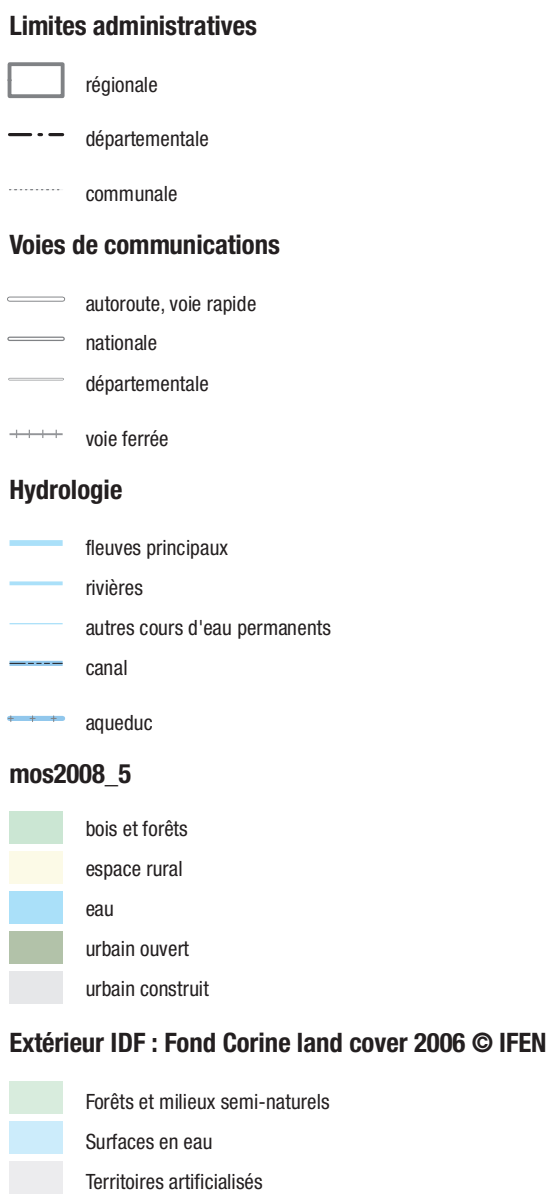 Limites administratives
régionale
départementale
communale
Voies de communications
autoroute, voie rapide
nationale
départementale
voie ferrée
Hydrologie
fleuves principaux
rivières
autres cours d'eau permanents
canal
aqueduc
mos2008_5
bois et forêts
espace rural
eau
urbain ouvert
urbain construit
Extérieur IDF : Fond Corine land cover 2006 © IFEN
Forêts et milieux semi-naturels
Surfaces en eau
Territoires artificialisés